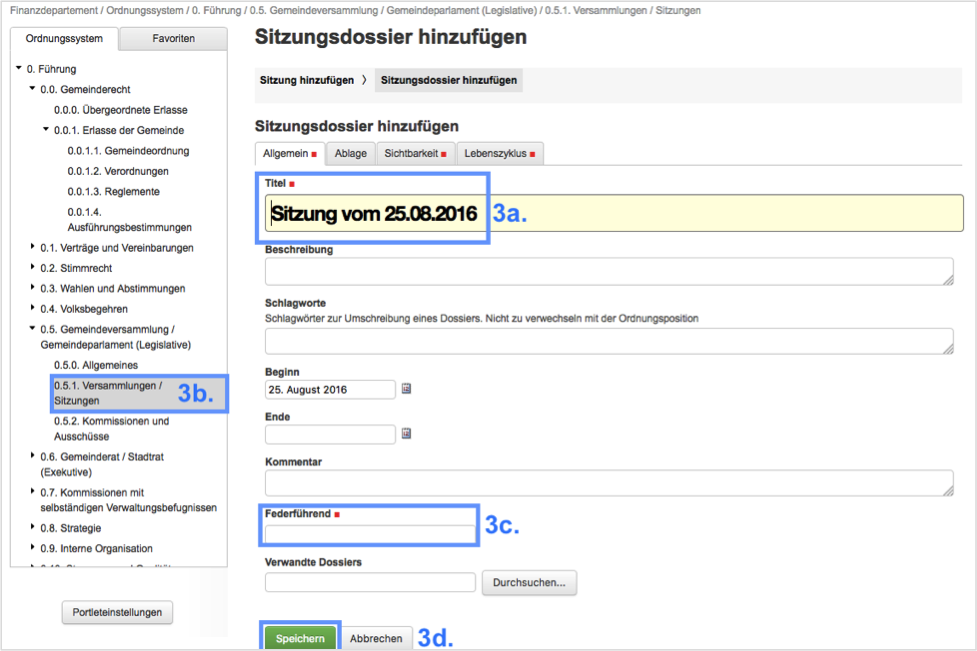 Finanzdepartement / Ordnungssystem / 0. Führung / 0.5. Gemeindeversammlung / Gemeindeparlament (Legislative) / 0.5.1. Versammlungen / Sitzungen
Ordnungssystem
Favoriten
0. Führung
0.0. Gemeinderecht
0.0.0. Übergeordnete Erlasse
0.0.1. Erlasse der Gemeinde
0.0.1.1. Gemeindeordnung
0.0.1.2. Verordnungen
0.0.1.3. Reglemente
0.0.1.4.
Ausführungsbestimmungen
0.1. Verträge und Vereinbarungen
0.2. Stimmrecht
0.3. Wahlen und Abstimmungen
0.4. Volksbegehren
0.5. Gemeindeversammlung /
Gemeindeparlament (Legislative)
0.5.0. Allgemeines
0.5.1. Versammlungen /
Sitzungen
3b.
0.5.2. Kommissionen und
Ausschüsse
0.6. Gemeinderat / Stadtrat
(Exekutive)
0.7. Kommissionen mit
selbständigen Verwaltungsbefugnissen
0.8. Strategie
0.9. Interne Organisation
Portleteinstellungen
Sitzungsdossier hinzufügen
Sitzung hinzufügen
Sitzungsdossier hinzufügen
Sitzungsdossier hinzufügen
Allgemein
Ablage
Sichtbarkeit
Lebenszyklus
Titel
Sitzung vom 25.08.2016
3a.
Beschreibung
Schlagworte
Schlagwörter zur Umschreibung eines Dossiers. Nicht zu verwechseln mit der Ordnungsposition
Beginn
25. August 2016
Ende
Kommentar
Federführend
3c.
Verwandte Dossiers
Durchsuchen...
Speichern
Abbrechen
3d.